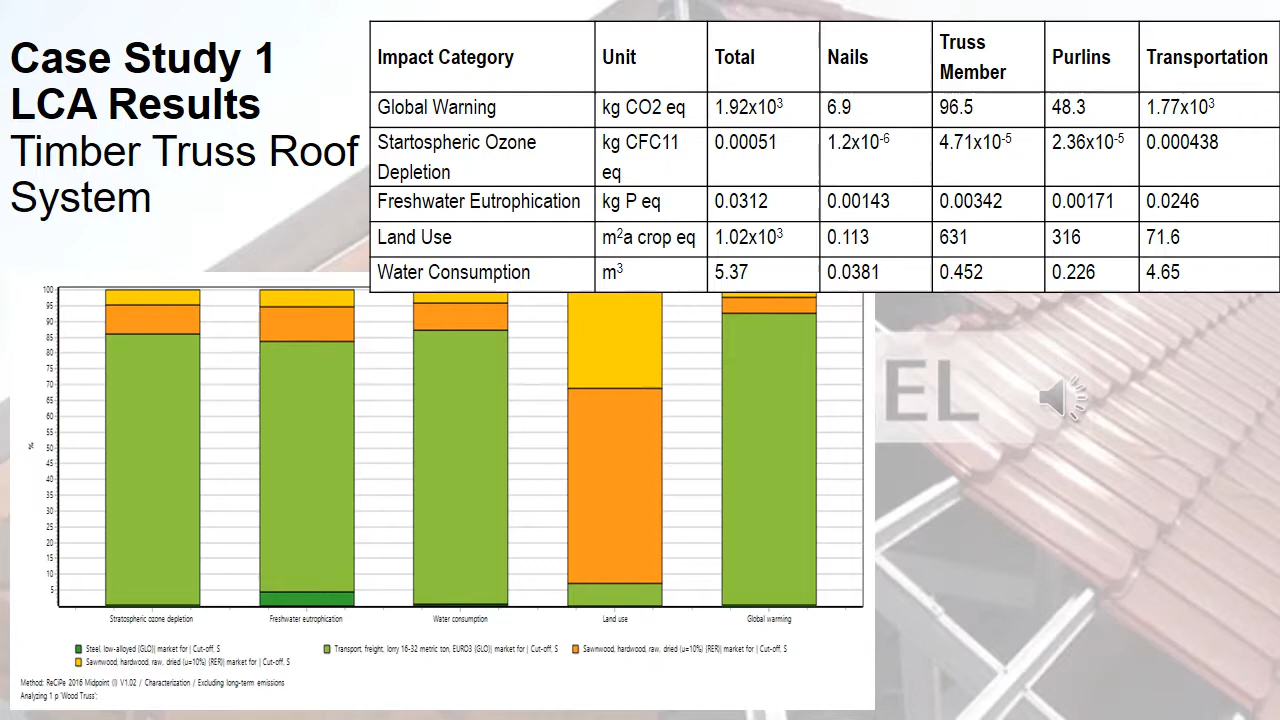 Case Study 1
LCA Results
Timber Truss Roof
System
Impact Category Unit Total Nails Truss Member Purlins Transportation
Global Warning kg CO2 eq 1.92x10³ 6.9 96.5 48.3 1.77x10³
Startospheric Ozone Depletion kg CFC11 eq 0.00051 1.2x10⁻⁶ 4.71x10⁻⁵ 2.36x10⁻⁵ 0.000438
Freshwater Eutrophication kg P eq 0.0312 0.00143 0.00342 0.00171 0.0246
Land Use m²a crop eq 1.02x10³ 0.113 631 316 71.6
Water Consumption m³ 5.37 0.0381 0.452 0.226 4.65
100
95
90
85
80
75
70
65
60
55
50
45
40
35
30
25
20
15
10
5
%
Stratospheric ozone depletion Freshwater eutrophication Water consumption Land use Global warming
Steel, low-alloyed {GLO}| market for | Cut-off, S Transport, freight, lorry 16-32 metric ton, EURO3 {GLO}| market for | Cut-off, S Sawnwood, hardwood, raw, dried (u=10%) {RER}| market for | Cut-off, S
Sawnwood, hardwood, raw, dried (u=10%) {RER}| market for | Cut-off, S
Method: ReCiPe 2016 Midpoint (I) V1.02 / Characterization / Excluding long-term emissions
Analyzing 1 p 'Wood Truss';
EL